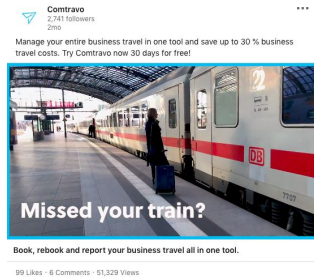 Comtravo
2,741 followers
2mo
Manage your entire business travel in one tool and save up to 30 % business
travel costs. Try Comtravo now 30 days for free!
DB
7707
2
Missed your train?
Book, rebook and report your business travel all in one tool.
99 Likes · 6 Comments · 51,329 Views